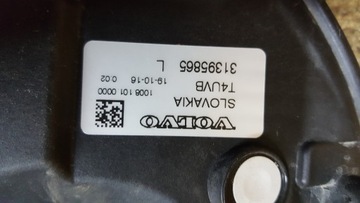 VOLVO
SLOVAKIA
T4UVB
1008 101 0000
19-10-16 0.02
31395865 L